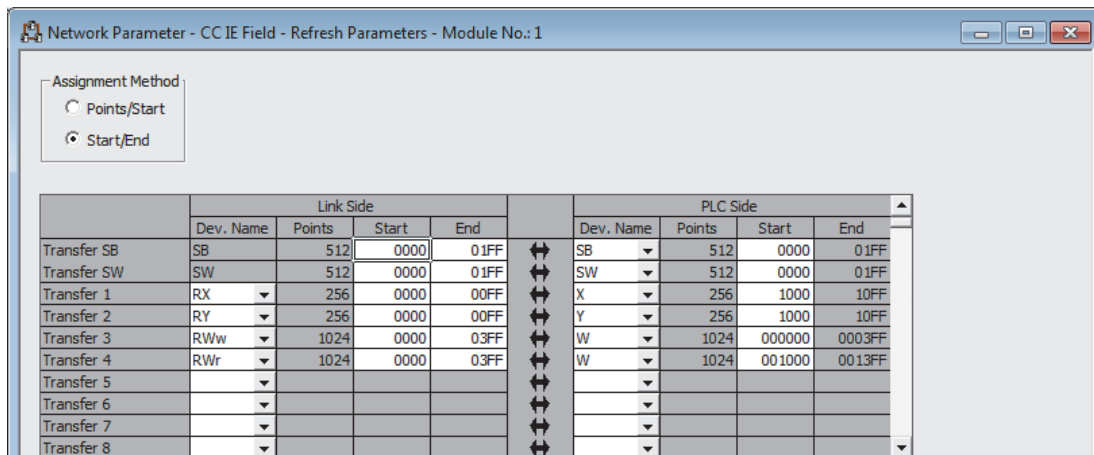 Network Parameter - CC IE Field - Refresh Parameters - Module No.: 1
Assignment Method
Points/Start
Start/End
Link Side PLC Side
Dev. Name Points Start End Dev. Name Points Start End
Transfer SB SB 512 0000 01FF SB 512 0000 01FF
Transfer SW SW 512 0000 01FF SW 512 0000 01FF
Transfer 1 RX 256 0000 00FF X 256 1000 10FF
Transfer 2 RY 256 0000 00FF Y 256 1000 10FF
Transfer 3 RWw 1024 0000 03FF W 1024 000000 0003FF
Transfer 4 RWr 1024 0000 03FF W 1024 001000 0013FF
Transfer 5
Transfer 6
Transfer 7
Transfer 8